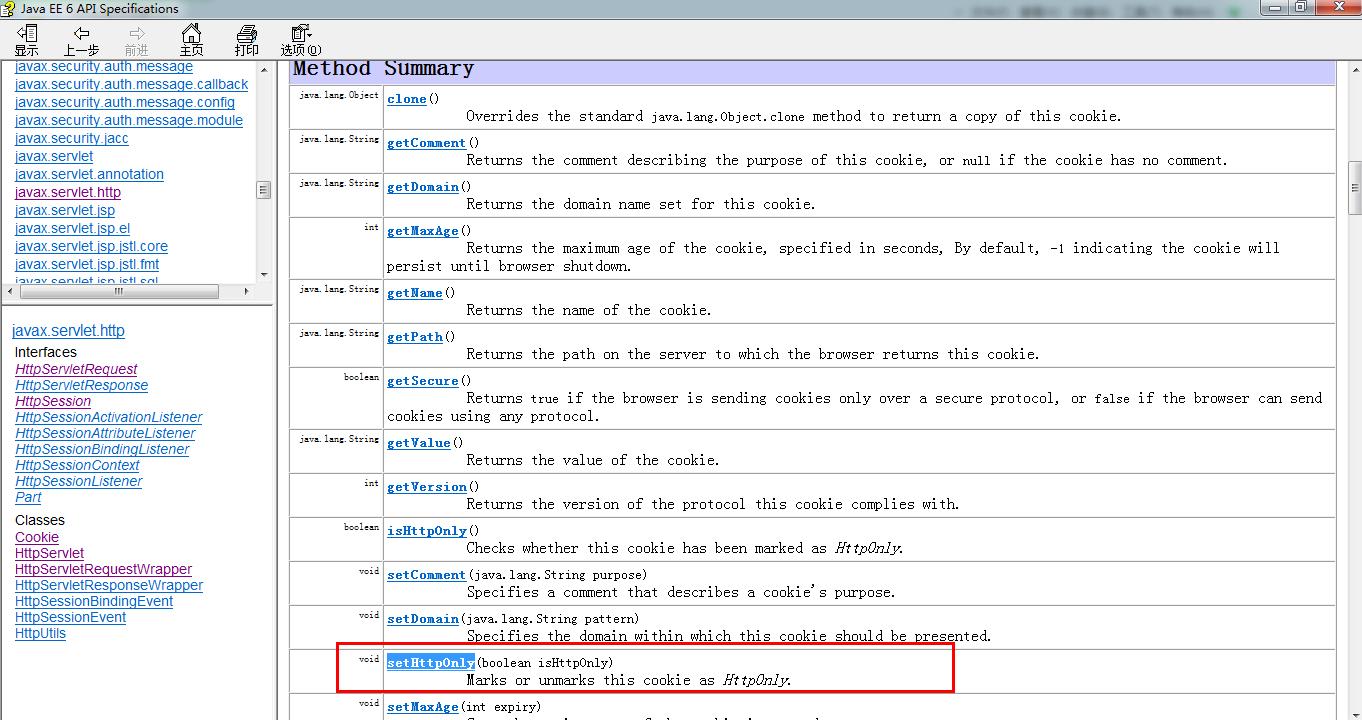 Java EE 6 API Specifications
显示 上一步 前进 主页 打印 选项(O)
javax.security.auth.message
javax.security.auth.message.callback
javax.security.auth.message.config
javax.security.auth.message.module
javax.security.jacc
javax.servlet
javax.servlet.annotation
javax.servlet.http
javax.servlet.jsp
javax.servlet.jsp.el
javax.servlet.jsp.jstl.core
javax.servlet.jsp.jstl.fmt
javax.servlet.jsp.jstl.sql
javax.servlet.http
Interfaces
HttpServletRequest
HttpServletResponse
HttpSession
HttpSessionActivationListener
HttpSessionAttributeListener
HttpSessionBindingListener
HttpSessionContext
HttpSessionListener
Part
Classes
Cookie
HttpServlet
HttpServletRequestWrapper
HttpServletResponseWrapper
HttpSessionBindingEvent
HttpSessionEvent
HttpUtils
Method Summary
java.lang.Object clone()
Overrides the standard java.lang.Object.clone method to return a copy of this cookie.
java.lang.String getComment()
Returns the comment describing the purpose of this cookie, or null if the cookie has no comment.
java.lang.String getDomain()
Returns the domain name set for this cookie.
int getMaxAge()
Returns the maximum age of the cookie, specified in seconds, By default, -1 indicating the cookie will
persist until browser shutdown.
java.lang.String getName()
Returns the name of the cookie.
java.lang.String getPath()
Returns the path on the server to which the browser returns this cookie.
boolean getSecure()
Returns true if the browser is sending cookies only over a secure protocol, or false if the browser can send
cookies using any protocol.
java.lang.String getValue()
Returns the value of the cookie.
int getVersion()
Returns the version of the protocol this cookie complies with.
boolean isHttpOnly()
Checks whether this cookie has been marked as HttpOnly.
void setComment(java.lang.String purpose)
Specifies a comment that describes a cookie's purpose.
void setDomain(java.lang.String pattern)
Specifies the domain within which this cookie should be presented.
void setHttpOnly(boolean isHttpOnly)
Marks or unmarks this cookie as HttpOnly.
void setMaxAge(int expiry)